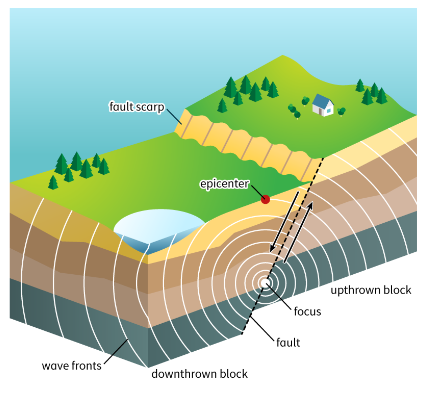 fault scarp
epicenter
upthrown block
focus
fault
wave fronts
downthrown block